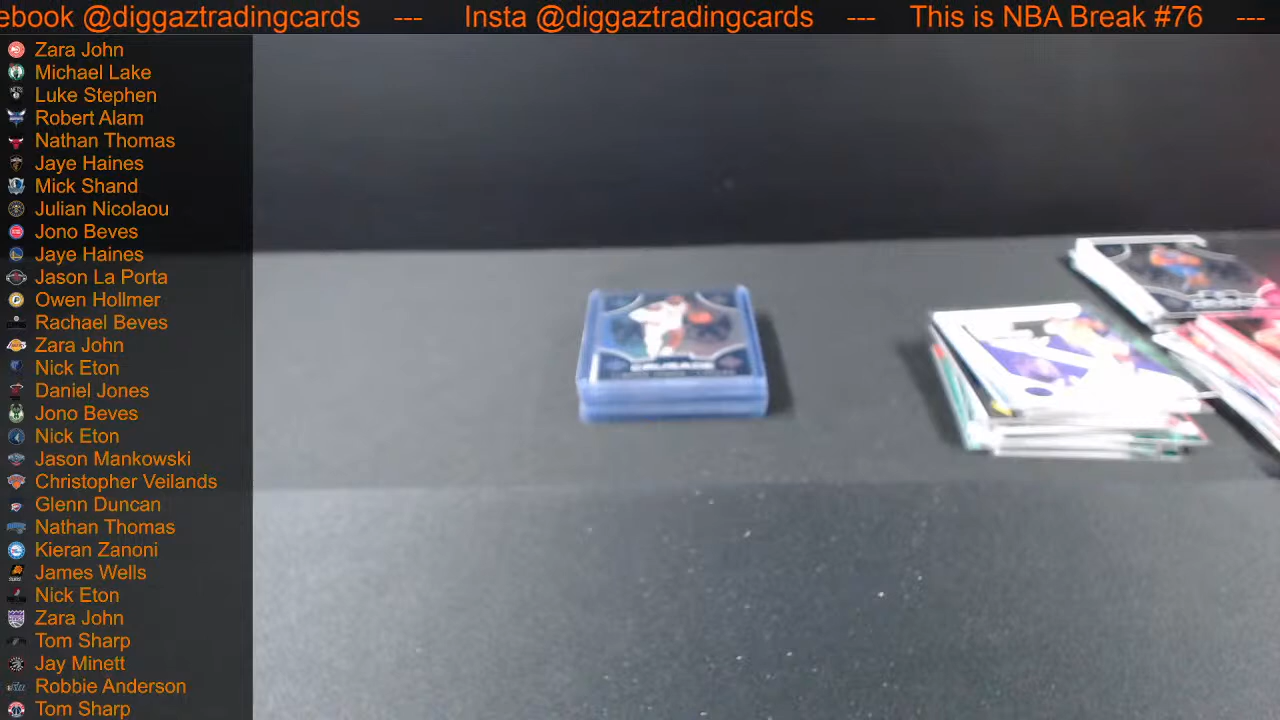 ebook @diggaztradingcards --- Insta @diggaztradingcards --- This is NBA Break #76 ---
Zara John
Michael Lake
Luke Stephen
Robert Alam
Nathan Thomas
Jaye Haines
Mick Shand
Julian Nicolaou
Jono Beves
Jaye Haines
Jason La Porta
Owen Hollmer
Rachael Beves
Zara John
Nick Eton
Daniel Jones
Jono Beves
Nick Eton
Jason Mankowski
Christopher Veilands
Glenn Duncan
Nathan Thomas
Kieran Zanoni
James Wells
Nick Eton
Zara John
Tom Sharp
Jay Minett
Robbie Anderson
Tom Sharp
CRUSADE